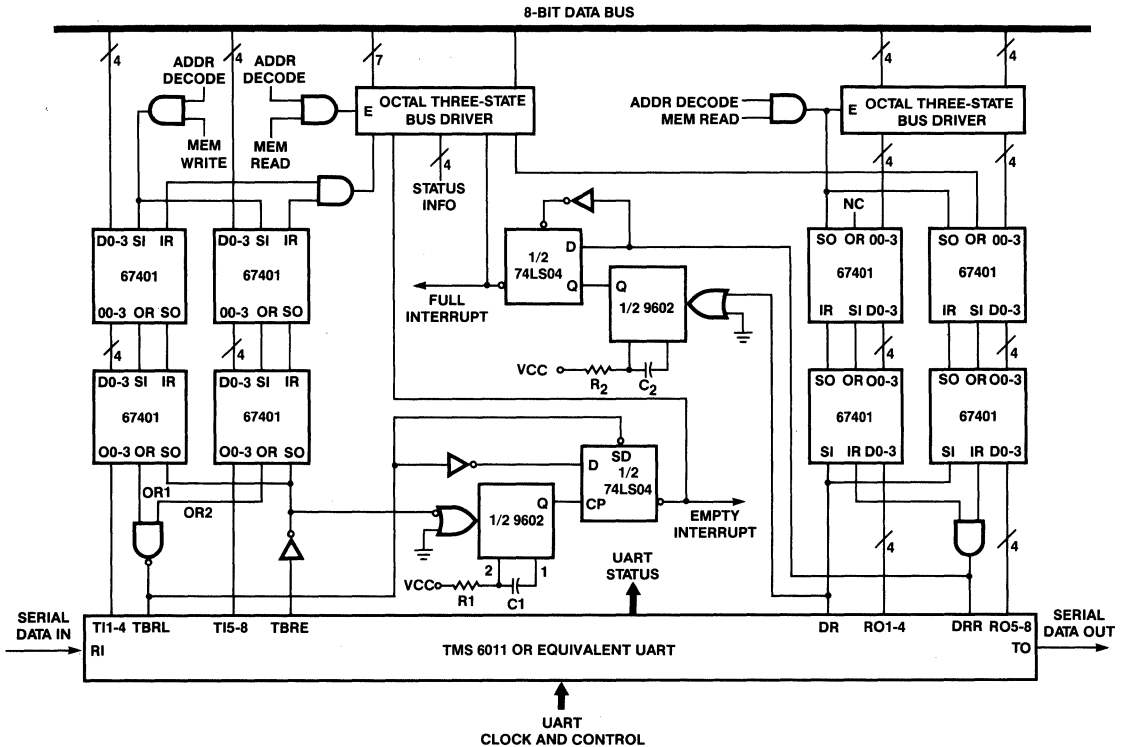 8-BIT DATA BUS
4
4
7
4
4
ADDR
DECODE
ADDR
DECODE
MEM
WRITE
MEM
READ
E
OCTAL THREE-STATE
BUS DRIVER
ADDR DECODE
MEM READ
E
OCTAL THREE-STATE
BUS DRIVER
4
STATUS
INFO
4
4
NC
D0-3 SI IR
67401
00-3 OR SO
D0-3 SI IR
67401
00-3 OR SO
D
1/2
74LS04
Q
FULL
INTERRUPT
Q
1/2 9602
VCC
R2
C2
SO OR 00-3
67401
IR SI D0-3
SO OR 00-3
67401
IR SI D0-3
4
4
4
4
D0-3 SI IR
67401
O0-3 OR SO
D0-3 SI IR
67401
O0-3 OR SO
SO OR O0-3
67401
SI IR D0-3
SO OR O0-3
67401
SI IR D0-3
OR1
OR2
SD
D
1/2
74LS04
CP
EMPTY
INTERRUPT
Q
1/2 9602
2
1
VCC
R1
C1
4
4
UART
STATUS
SERIAL
DATA IN
TI1-4 TBRL TI5-8 TBRE DR RO1-4 DRR RO5-8
RI
TMS 6011 OR EQUIVALENT UART
TO
SERIAL
DATA OUT
UART
CLOCK AND CONTROL